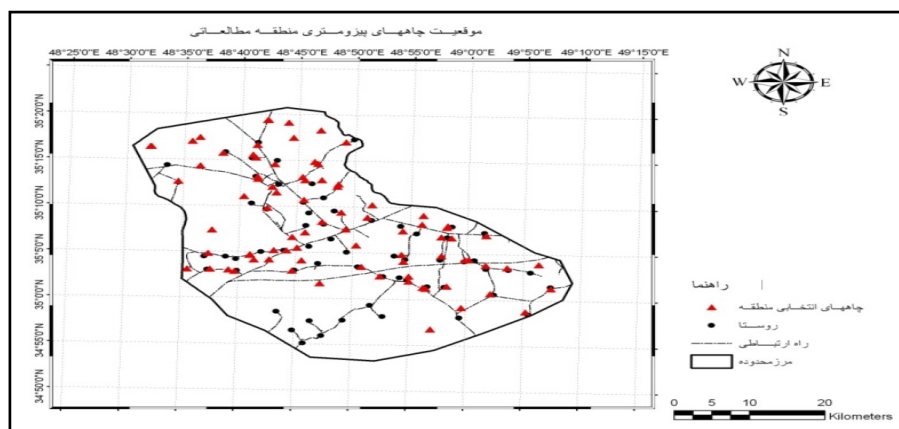 موقعیت چاههای پیزومتری منطقه مطالعاتی
48°25'0"E 48°30'0"E 48°35'0"E 48°40'0"E 48°45'0"E 48°50'0"E 48°55'0"E 49°0'0"E 49°5'0"E 49°10'0"E 49°15'0"E
35°20'0"N
35°15'0"N
35°10'0"N
35°5'0"N
35°0'0"N
34°55'0"N
34°50'0"N
N
W E
S
راهنما
چاههای انتخابی منطقه
روستا
راه ارتباطی
مرزمحدوده
0 5 10 20
Kilometers